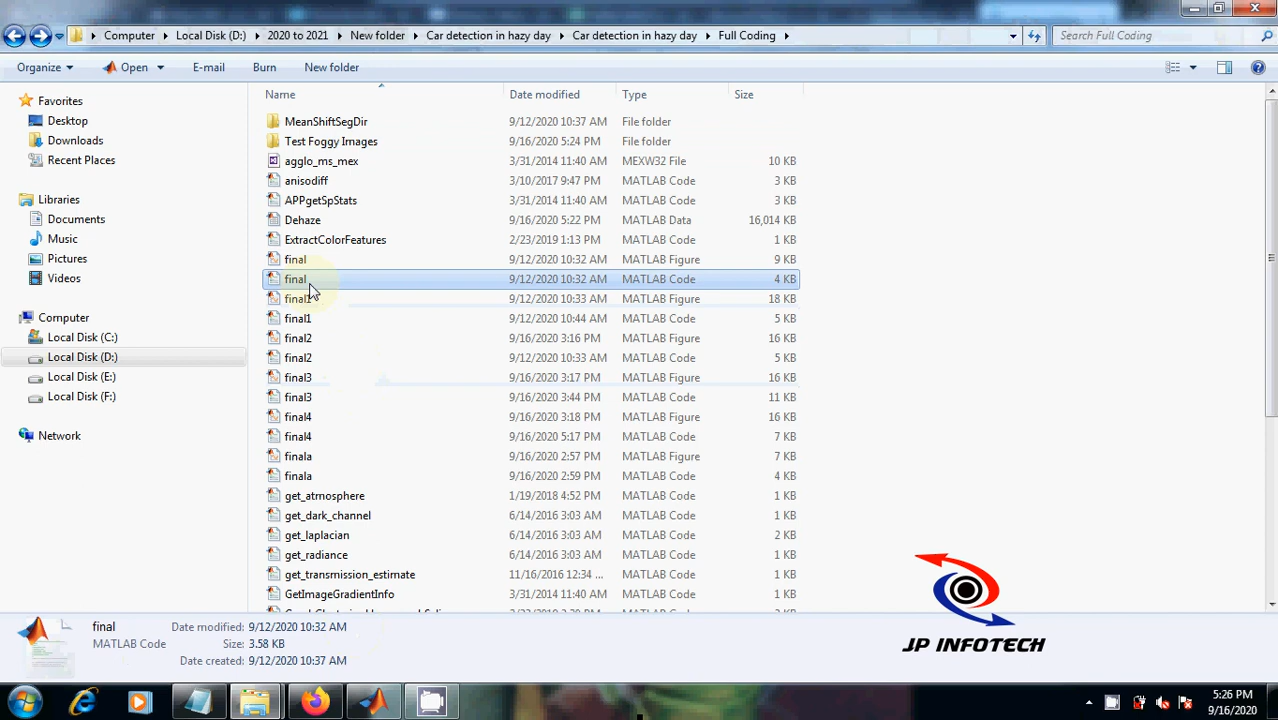 Computer ▸ Local Disk (D:) ▸ 2020 to 2021 ▸ New folder ▸ Car detection in hazy day ▸ Car detection in hazy day ▸ Full Coding ▸ Search Full Coding
Organize Open E-mail Burn New folder
Name Date modified Type Size
Favorites
Desktop
Downloads
Recent Places
Libraries
Documents
Music
Pictures
Videos
Computer
Local Disk (C:)
Local Disk (D:)
Local Disk (E:)
Local Disk (F:)
Network
MeanShiftSegDir 9/12/2020 10:37 AM File folder
Test Foggy Images 9/16/2020 5:24 PM File folder
agglo_ms_mex 3/31/2014 11:40 AM MEXW32 File 10 KB
anisodiff 3/10/2017 9:47 PM MATLAB Code 3 KB
APPgetSpStats 3/31/2014 11:40 AM MATLAB Code 3 KB
Dehaze 9/16/2020 5:22 PM MATLAB Data 16,014 KB
ExtractColorFeatures 2/23/2019 1:13 PM MATLAB Code 1 KB
final 9/12/2020 10:32 AM MATLAB Figure 9 KB
final 9/12/2020 10:32 AM MATLAB Code 4 KB
9/12/2020 10:33 AM MATLAB Figure 18 KB
final1 9/12/2020 10:44 AM MATLAB Code 5 KB
final2 9/16/2020 3:16 PM MATLAB Figure 16 KB
final2 9/12/2020 10:33 AM MATLAB Code 5 KB
final3 9/16/2020 3:17 PM MATLAB Figure 16 KB
final3 9/16/2020 3:44 PM MATLAB Code 11 KB
final4 9/16/2020 3:18 PM MATLAB Figure 16 KB
final4 9/16/2020 5:17 PM MATLAB Code 7 KB
finala 9/16/2020 2:57 PM MATLAB Figure 7 KB
finala 9/16/2020 2:57 PM MATLAB Code 4 KB
get_atmosphere 1/19/2018 4:52 PM MATLAB Code 1 KB
get_dark_channel 6/14/2016 3:03 AM MATLAB Code 1 KB
get_laplacian 6/14/2016 3:03 AM MATLAB Code 2 KB
get_radiance 6/14/2016 3:03 AM MATLAB Code 1 KB
get_transmission_estimate 11/16/2016 12:34 ... MATLAB Code 1 KB
GetImageGradientInfo 3/31/2014 11:40 AM MATLAB Code 1 KB
final Date modified: 9/12/2020 10:32 AM
MATLAB Code Size: 3.58 KB
Date created: 9/12/2020 10:37 AM
JP INFOTECH
5:26 PM
9/16/2020